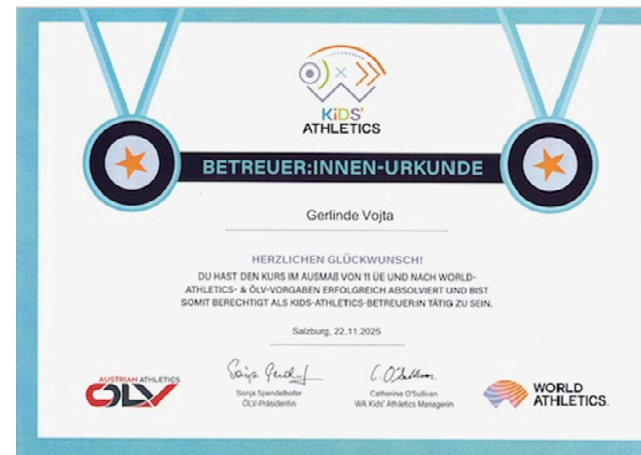 KiDS'
ATHLETICS
BETREUER:INNEN-URKUNDE
Gerlinde Vojta
HERZLICHEN GLÜCKWUNSCH!
DU HAST DEN KURS IM AUSMAß VON 11 ÜE UND NACH WORLD-
ATHLETICS- & ÖLV-VORGABEN ERFOLGREICH ABSOLVIERT UND BIST
SOMIT BERECHTIGT ALS KIDS-ATHLETICS-BETREUER:IN TÄTIG ZU SEIN.
Salzburg, 22.11.2025
AUSTRIAN ATHLETICS
ÖLV
Sonja Spendelhofer
ÖLV-Präsidentin
C. O'Sullivan
Catherine O'Sullivan
WA Kids' Athletics Managerin
WORLD
ATHLETICS.